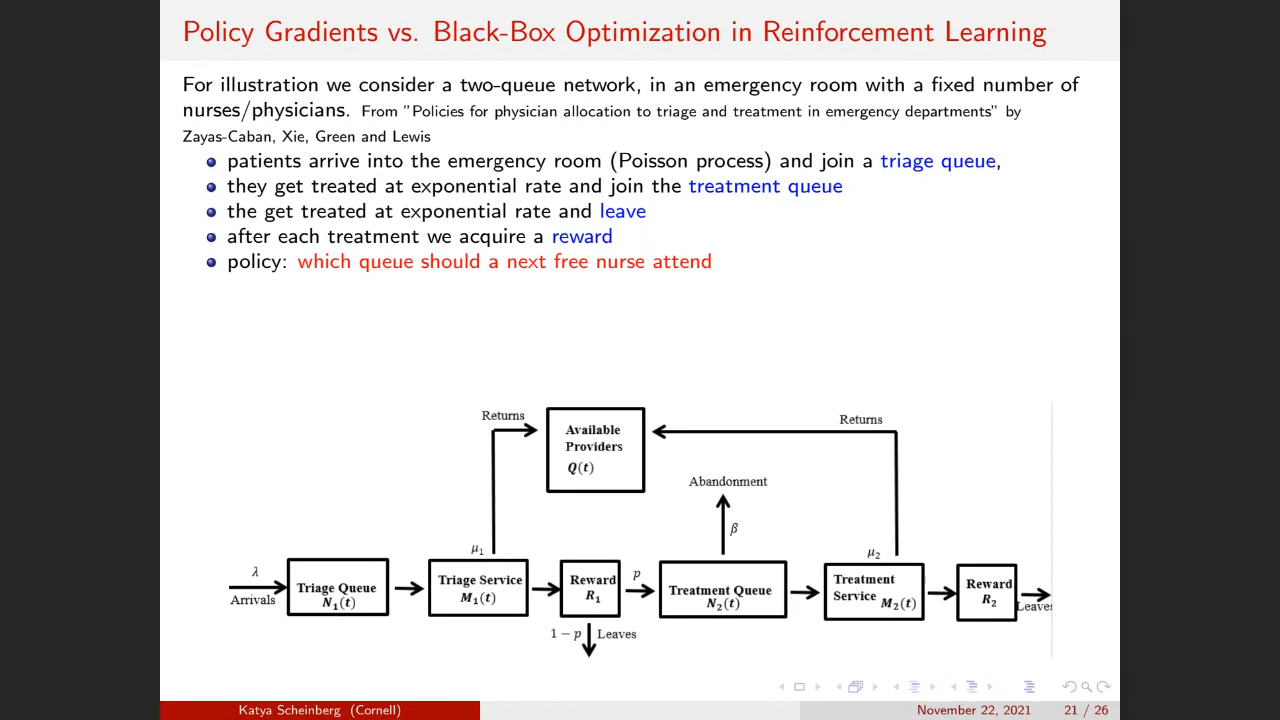 Policy Gradients vs. Black-Box Optimization in Reinforcement Learning
For illustration we consider a two-queue network, in an emergency room with a fixed number of
nurses/physicians. From "Policies for physician allocation to triage and treatment in emergency departments" by
Zayas-Caban, Xie, Green and Lewis
patients arrive into the emergency room (Poisson process) and join a triage queue,
they get treated at exponential rate and join the treatment queue
the get treated at exponential rate and leave
after each treatment we acquire a reward
policy: which queue should a next free nurse attend
Returns
Available
Providers
Q(t)
Returns
Abandonment
β
λ
Arrivals
Triage Queue
N₁(t)
μ₁
Triage Service
M₁(t)
Reward
R₁
p
1 − p
Leaves
Treatment Queue
N₂(t)
μ₂
Treatment
Service M₂(t)
Reward
R₂
Leaves
Katya Scheinberg (Cornell)
November 22, 2021
21 / 26